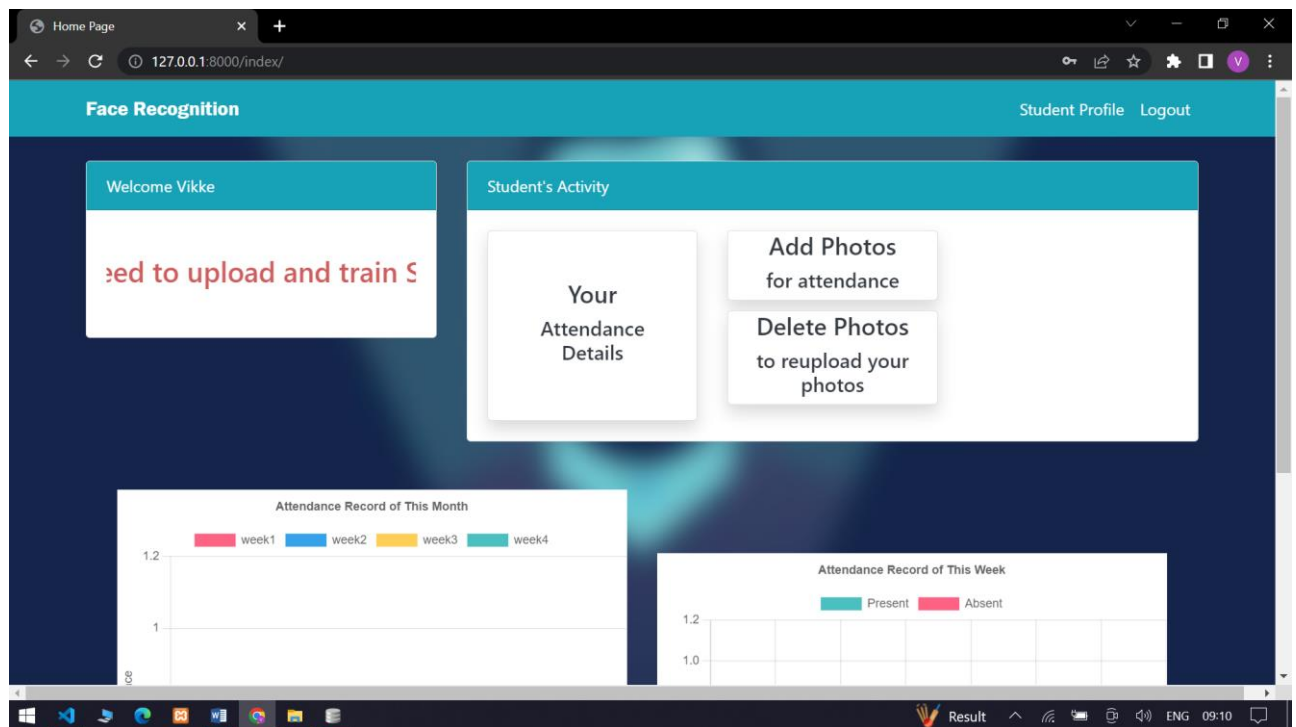 Home Page
127.0.0.1:8000/index/
V
Face Recognition
Student Profile Logout
Welcome Vikke
to upload and train
Student's Activity
Your
Attendance
Details
Add Photos
for attendance
Delete Photos
to reupload your
photos
Attendance Record of This Month
week1 week2 week3 week4
1.2
1
Attendance Record of This Week
Present Absent
1.2
1.0
Result ENG 09:10